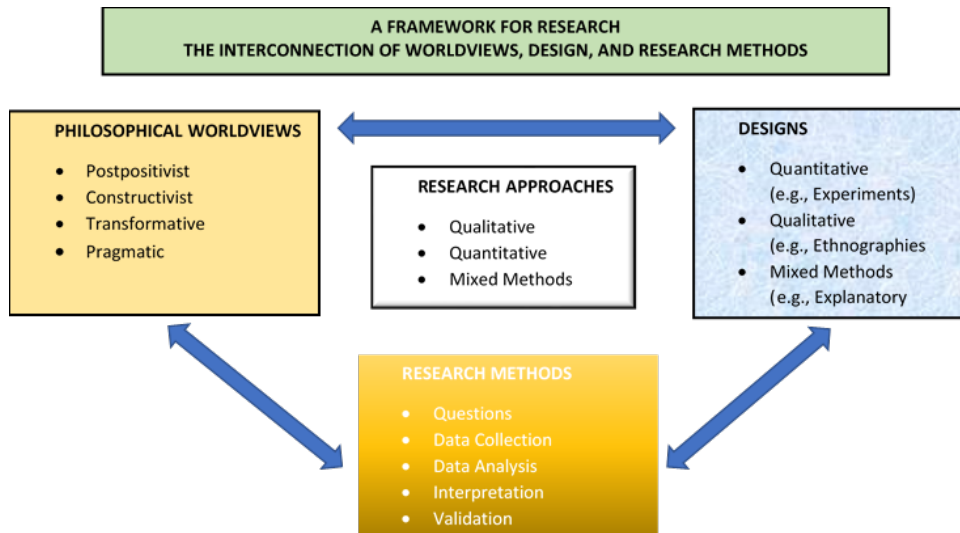 A FRAMEWORK FOR RESEARCH
THE INTERCONNECTION OF WORLDVIEWS, DESIGN, AND RESEARCH METHODS
PHILOSOPHICAL WORLDVIEWS
• Postpositivist
• Constructivist
• Transformative
• Pragmatic
RESEARCH APPROACHES
• Qualitative
• Quantitative
• Mixed Methods
DESIGNS
• Quantitative
(e.g., Experiments)
• Qualitative
(e.g., Ethnographies
• Mixed Methods
(e.g., Explanatory
RESEARCH METHODS
• Questions
• Data Collection
• Data Analysis
• Interpretation
• Validation